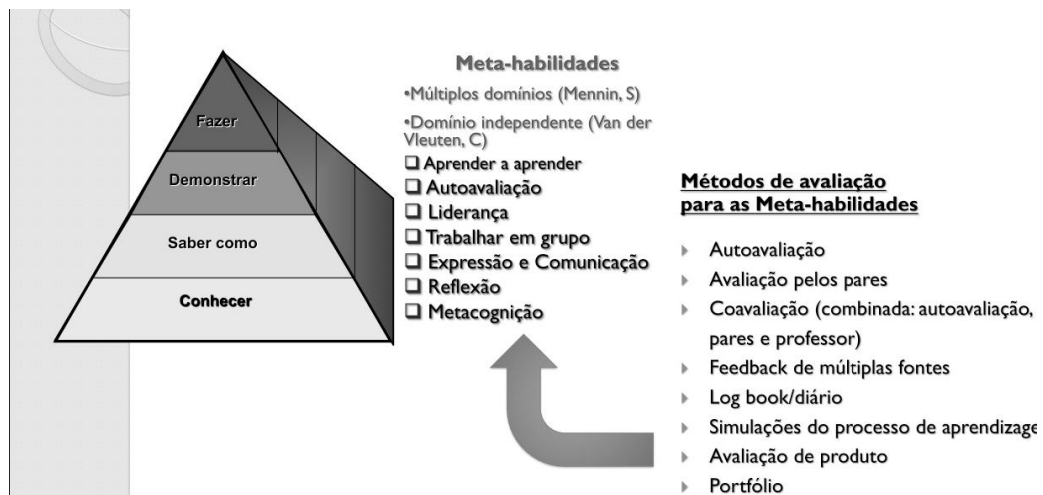 Fazer
Demonstrar
Saber como
Conhecer
Meta-habilidades
•Múltiplos domínios (Mennin, S)
•Domínio independente (Van der
Vleuten, C)
❑ Aprender a aprender
❑ Autoavaliação
❑ Liderança
❑ Trabalhar em grupo
❑ Expressão e Comunicação
❑ Reflexão
❑ Metacognição
Métodos de avaliação
para as Meta-habilidades
Autoavaliação
Avaliação pelos pares
Coavaliação (combinada: autoavaliação,
pares e professor)
Feedback de múltiplas fontes
Log book/diário
Simulações do processo de aprendizage
Avaliação de produto
Portfólio